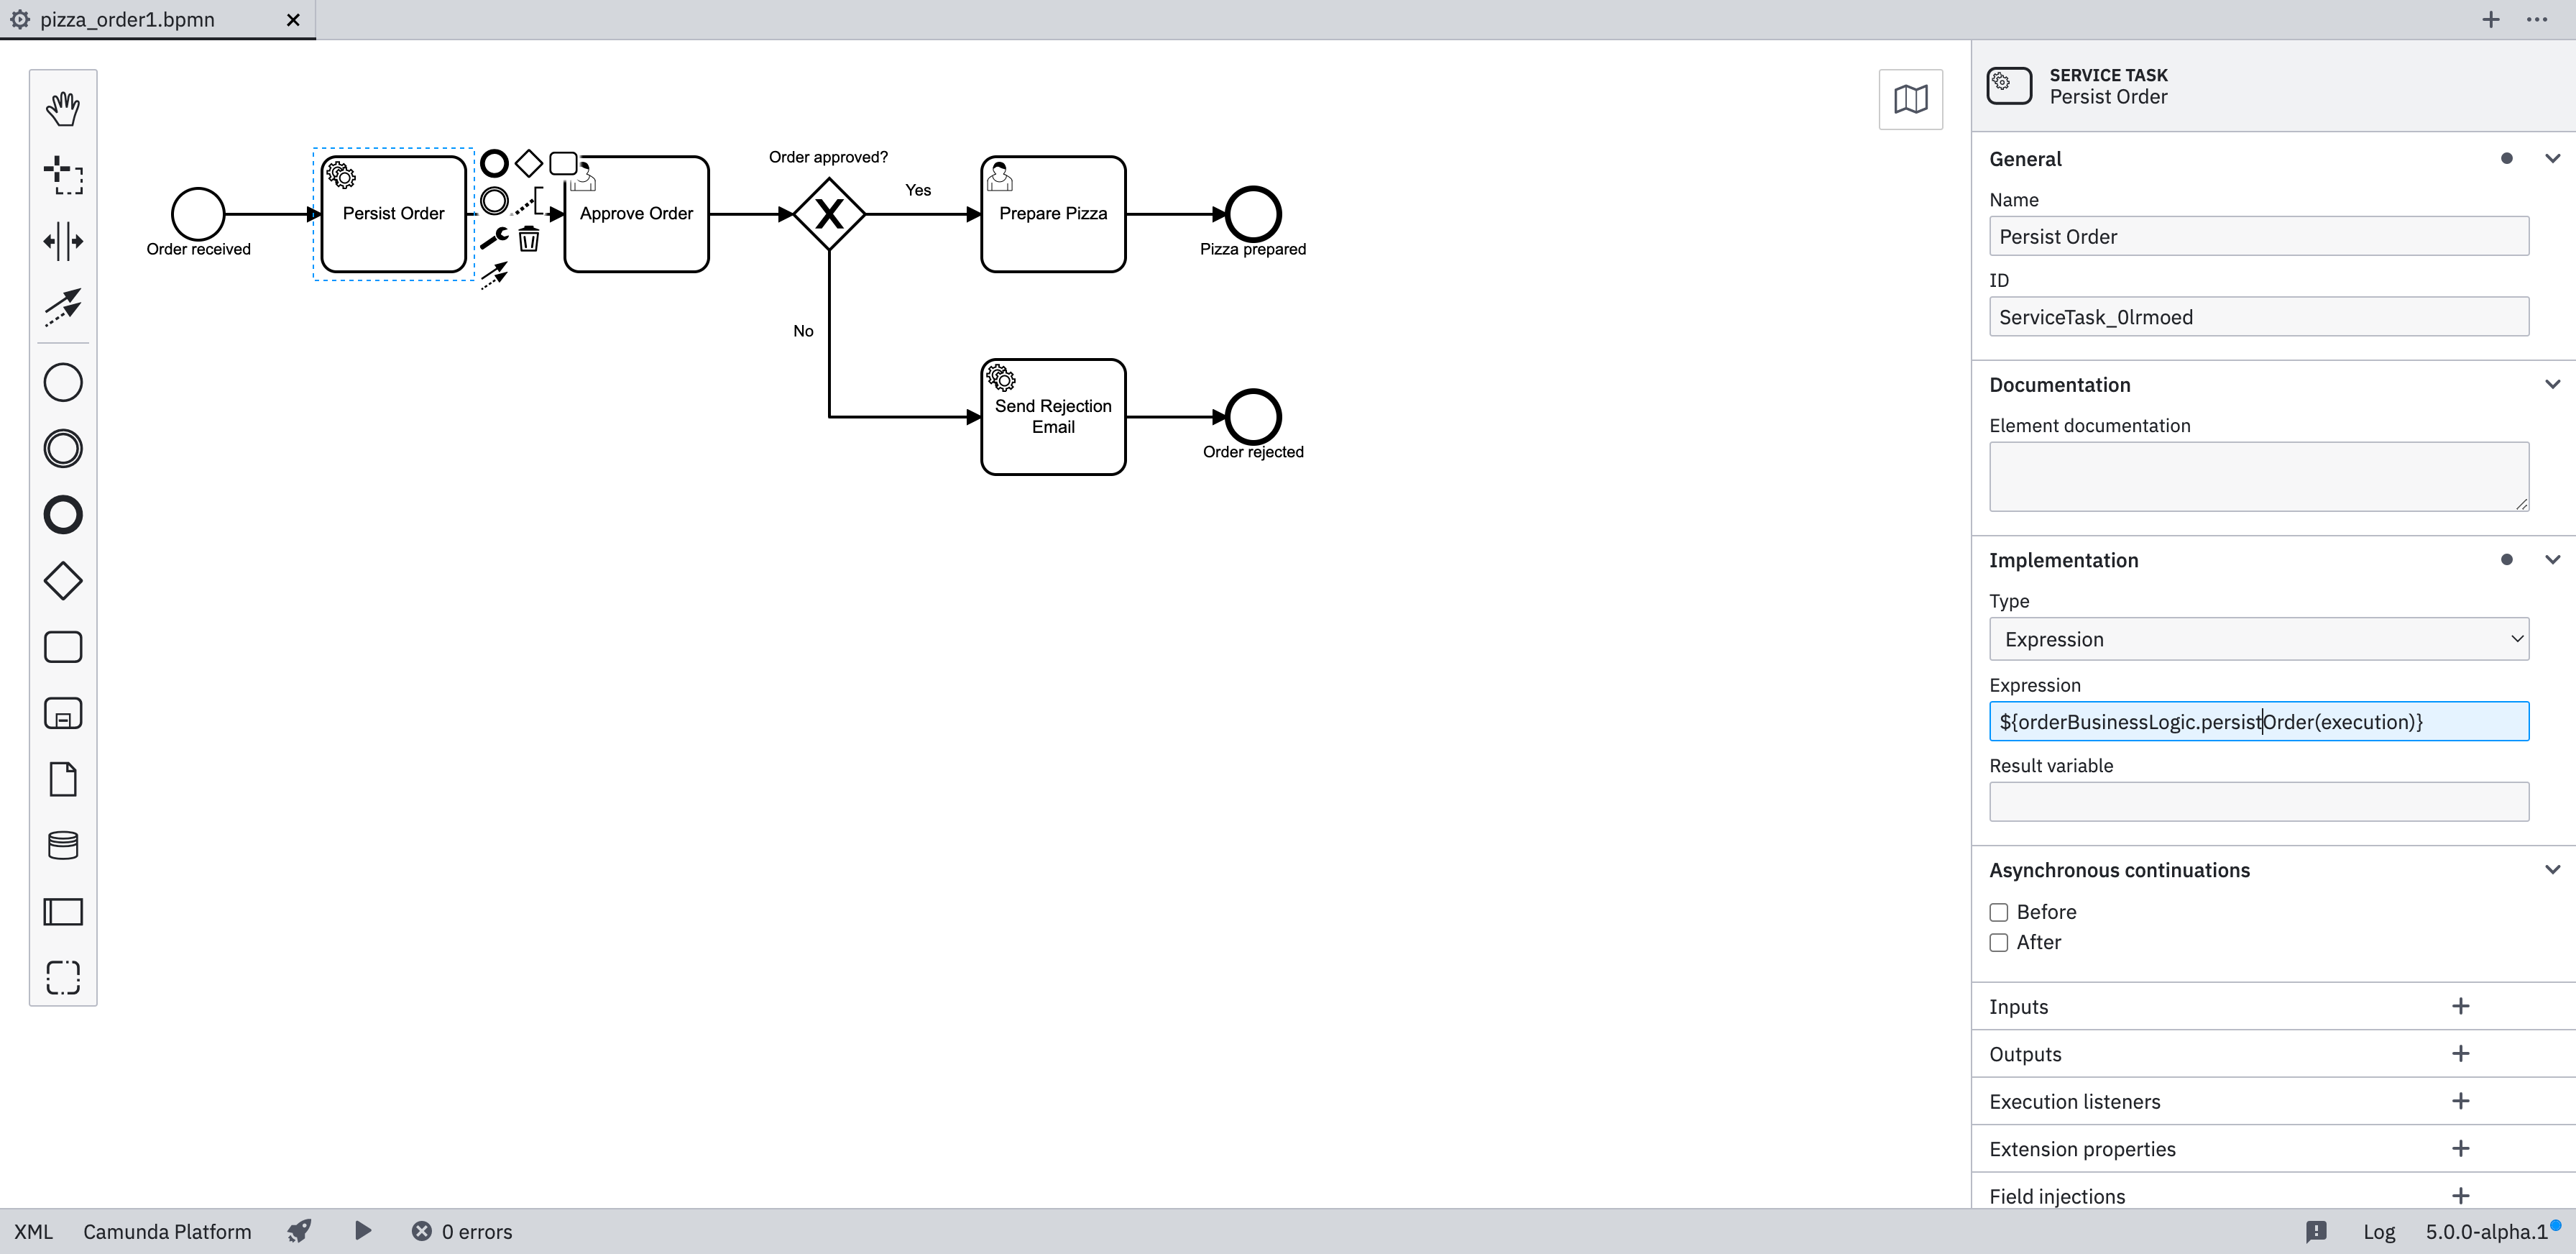 pizza_order1.bpmn
Order received
Persist Order
Approve Order
Order approved?
Yes
No
Prepare Pizza
Pizza prepared
Send Rejection
Email
Order rejected
SERVICE TASK
Persist Order
General
Name
Persist Order
ID
ServiceTask_0lrmoed
Documentation
Element documentation
Implementation
Type
Expression
Expression
${orderBusinessLogic.persistOrder(execution)}
Result variable
Asynchronous continuations
Before
After
Inputs
Outputs
Execution listeners
Extension properties
Field injections
XML
Camunda Platform
0 errors
Log
5.0.0-alpha.1